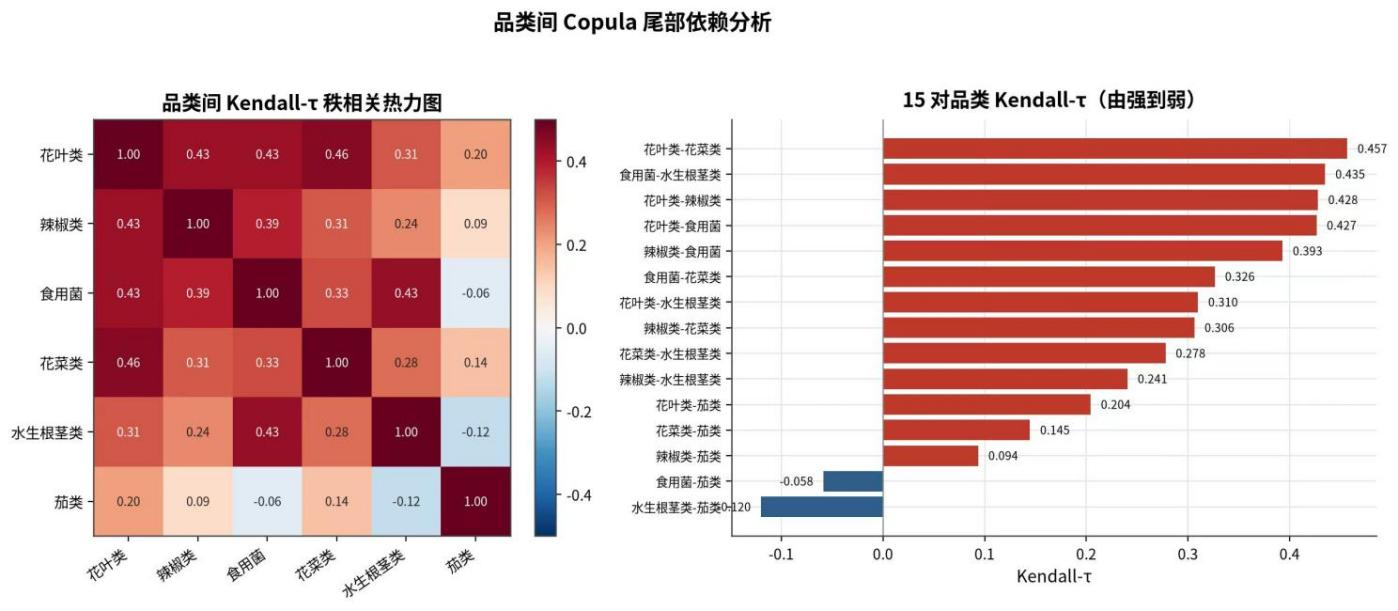 品类间 Copula 尾部依赖分析
品类间 Kendall-τ 秩相关热力图
花叶类 1.00 0.43 0.43 0.46 0.31 0.20
辣椒类 0.43 1.00 0.39 0.31 0.24 0.09
食用菌 0.43 0.39 1.00 0.33 0.43 -0.06
花菜类 0.46 0.31 0.33 1.00 0.28 0.14
水生根茎类 0.31 0.24 0.43 0.28 1.00 -0.12
茄类 0.20 0.09 -0.06 0.14 -0.12 1.00
花叶类 辣椒类 食用菌 花菜类 水生根茎类 茄类
0.4
0.2
0.0
-0.2
-0.4
15 对品类 Kendall-τ（由强到弱）
花叶类-花菜类 0.457
食用菌-水生根茎类 0.435
花叶类-辣椒类 0.428
花叶类-食用菌 0.427
辣椒类-食用菌 0.393
食用菌-花菜类 0.326
花叶类-水生根茎类 0.310
辣椒类-花菜类 0.306
花菜类-水生根茎类 0.278
辣椒类-水生根茎类 0.241
花叶类-茄类 0.204
花菜类-茄类 0.145
辣椒类-茄类 0.094
食用菌-茄类 -0.058
水生根茎类-茄类 -0.120
-0.1 0.0 0.1 0.2 0.3 0.4
Kendall-τ